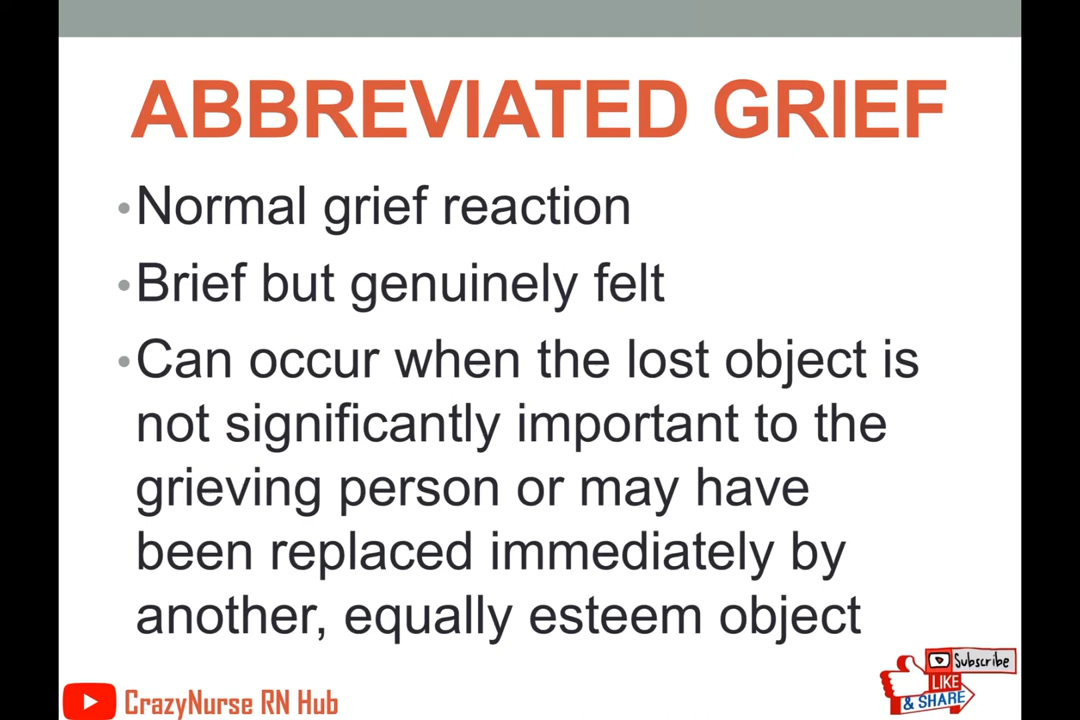 ABBREVIATED GRIEF
•Normal grief reaction
•Brief but genuinely felt
•Can occur when the lost object is
not significantly important to the
grieving person or may have
been replaced immediately by
another, equally esteem object
Subscribe
LIKE
& SHARE
CrazyNurse RN Hub